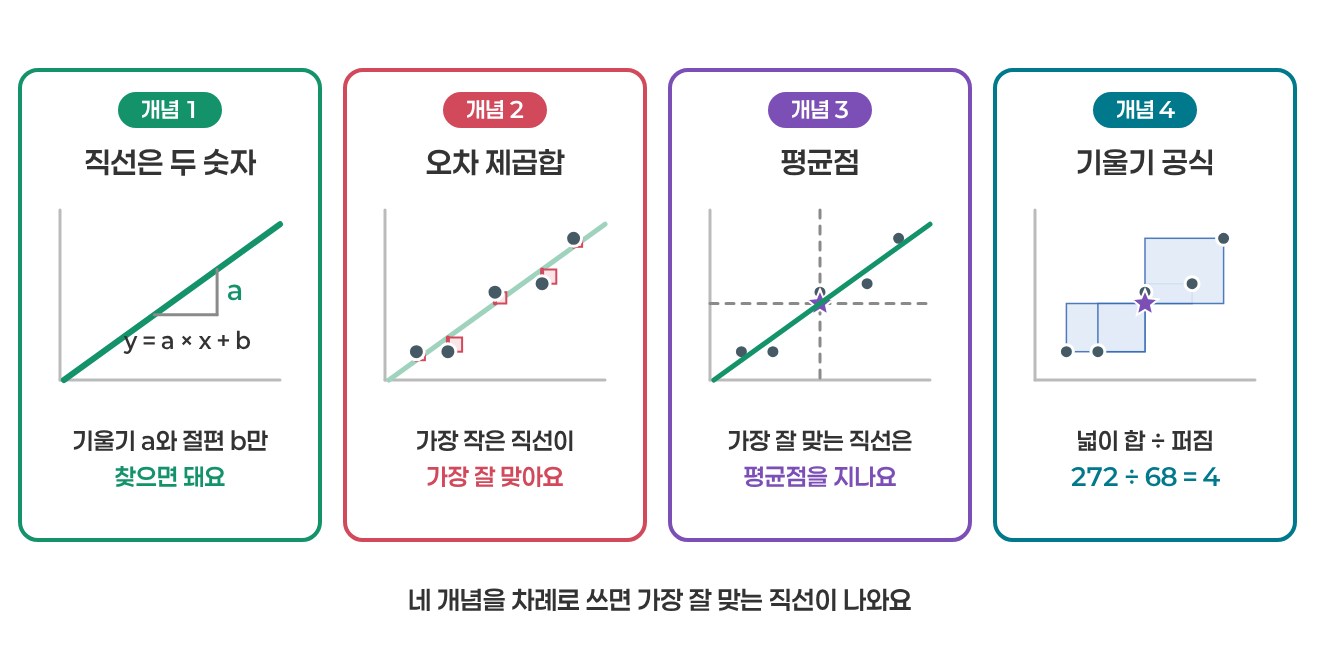 개념 1
직선은 두 숫자
a
y = a × x + b
기울기 a와 절편 b만
찾으면 돼요
개념 2
오차 제곱합
가장 작은 직선이
가장 잘 맞아요
개념 3
평균점
가장 잘 맞는 직선은
평균점을 지나요
개념 4
기울기 공식
넓이 합 ÷ 퍼짐
272 ÷ 68 = 4
네 개념을 차례로 쓰면 가장 잘 맞는 직선이 나와요